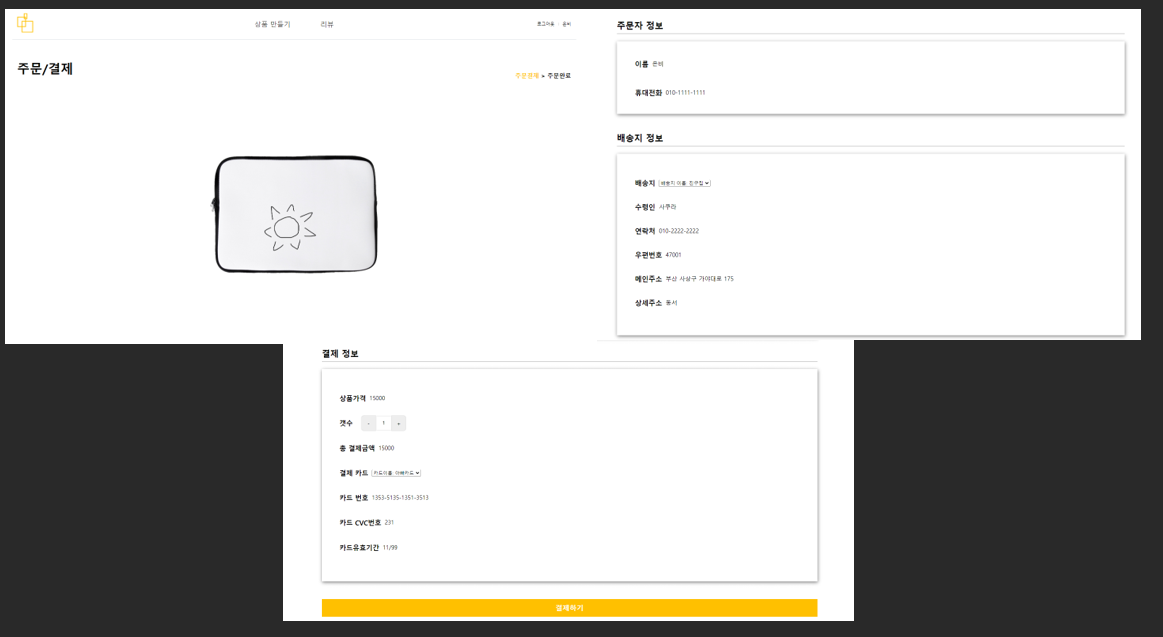 상품 만들기 리뷰 로그아웃 은비
주문/결제
주문결제 > 주문완료
주문자 정보
이름 은비
휴대전화 010-1111-1111
배송지 정보
배송지 배송지 이름: 친구집
수령인 사쿠라
연락처 010-2222-2222
우편번호 47001
메인주소 부산 사상구 가야대로 175
상세주소 동서
결제 정보
상품가격 15000
갯수 - 1 +
총 결제금액 15000
결제 카드 카드이름: 아빠카드
카드 번호 1353-5135-1351-3513
카드 CVC번호 231
카드유효기간 11/99
결제하기